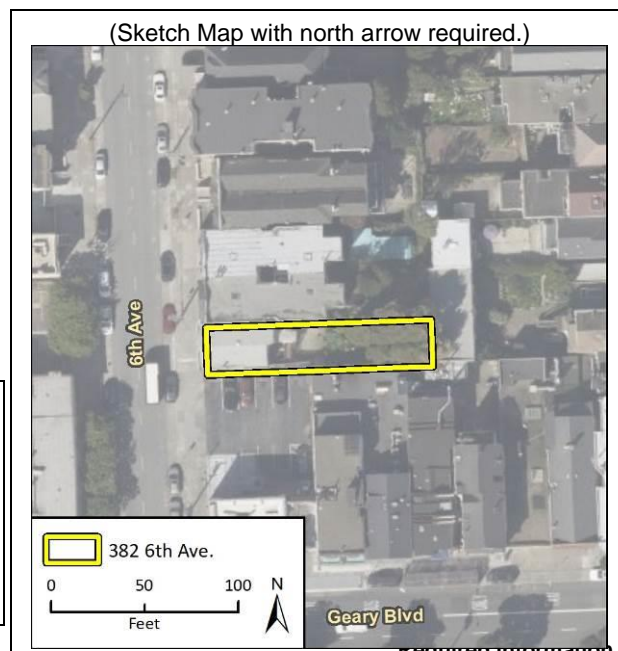 (Sketch Map with north arrow required.)
6th Ave
382 6th Ave.
0 50 100 N
Feet
Geary Blvd